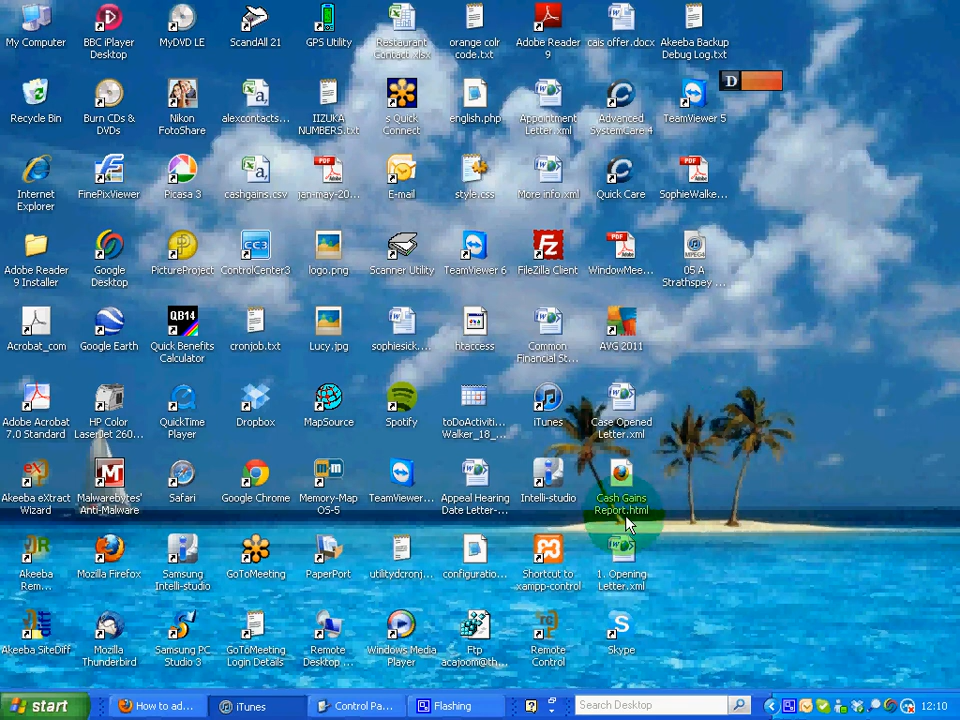 My Computer
BBC iPlayer
Desktop
MyDVD LE
ScandAll 21
GPS Utility
Restaurant
Contact.xlsx
orange colr
code.txt
Adobe Reader
9
cais offer.docx
Akeeba Backup
Debug Log.txt
D
Recycle Bin
Burn CDs &
DVDs
Nikon
FotoShare
alexcontacts...
IIZUKA
NUMBERS.txt
s Quick
Connect
english.php
Appointment
Letter.xml
Advanced
SystemCare 4
TeamViewer 5
Internet
Explorer
FinePixViewer
Picasa 3
cashgains.csv
jan-may-20...
E-mail
style.css
More info.xml
Quick Care
SophieWalke...
Adobe Reader
9 Installer
Google
Desktop
PictureProject
CC3
ControlCenter3
logo.png
Scanner Utility
TeamViewer 6
FileZilla Client
WindowMee...
MPEG4
05 A
Strathspey ...
Acrobat_com
Google Earth
QB14
Quick Benefits
Calculator
cronjob.txt
Lucy.jpg
sophiesick....
htaccess
Common
Financial St...
AVG 2011
Adobe Acrobat
7.0 Standard
HP Color
LaserJet 260...
QuickTime
Player
Dropbox
MapSource
Spotify
toDoActiviti...
Walker_18_...
iTunes
Case Opened
Letter.xml
Akeeba eXtract
Wizard
Malwarebytes'
Anti-Malware
Safari
Google Chrome
Memory-Map
OS-5
TeamViewer...
Appeal Hearing
Date Letter-...
Intelli-studio
Cash Gains
Report.html
Akeeba
Rem...
Mozilla Firefox
Samsung
Intelli-studio
GoToMeeting
PaperPort
utilitydcronj...
configuratio...
Shortcut to
xampp-control
1. Opening
Letter.xml
Akeeba SiteDiff
Mozilla
Thunderbird
Samsung PC
Studio 3
GoToMeeting
Login Details
Remote
Desktop ...
Windows Media
Player
Ftp
acajoom@th...
Remote
Control
Skype
start
How to ad...
iTunes
Control Pa...
Flashing
Search Desktop
12:10